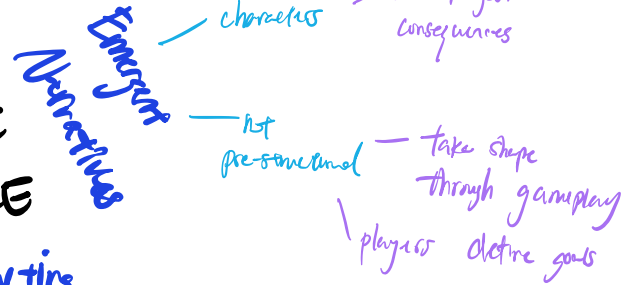 characters
consequences
Emergent
Narratives
not
pre-structured
take shape
through gameplay
E
players define goals